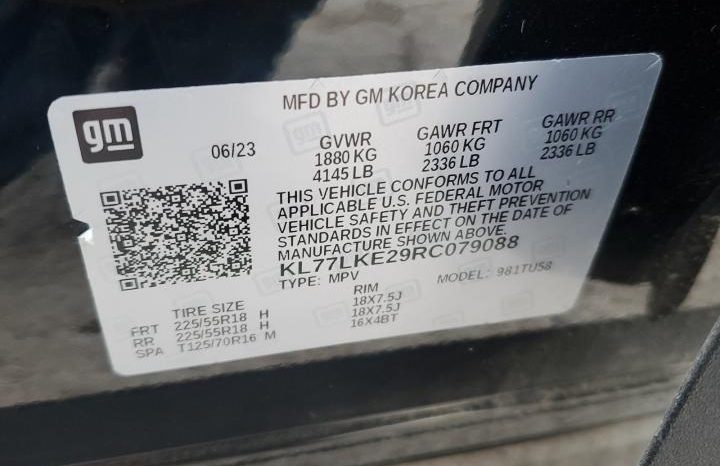 MFD BY GM KOREA COMPANY
gm
06/23
GVWR GAWR FRT GAWR RR
1880 KG 1060 KG 1060 KG
4145 LB 2336 LB 2336 LB
THIS VEHICLE CONFORMS TO ALL
APPLICABLE U.S. FEDERAL MOTOR
VEHICLE SAFETY AND THEFT PREVENTION
STANDARDS IN EFFECT ON THE DATE OF
MANUFACTURE SHOWN ABOVE.
KL77LKE29RC079088
TYPE: MPV MODEL: 981TU58
TIRE SIZE RIM
FRT 225/55R18 H 18X7.5J
RR 225/55R18 H 18X7.5J
SPA T125/70R16 M 16X4BT